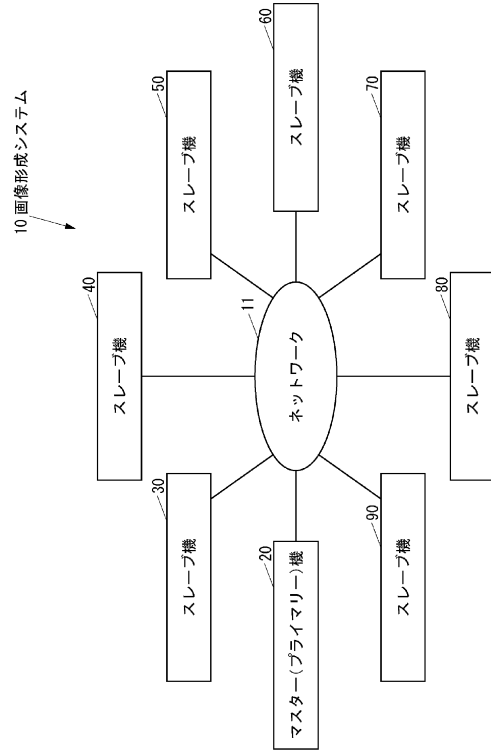 10 画像形成システム
40
スレーブ機
30
スレーブ機
50
スレーブ機
11
ネットワーク
20
マスター(プライマリー)機
60
スレーブ機
90
スレーブ機
70
スレーブ機
80
スレーブ機